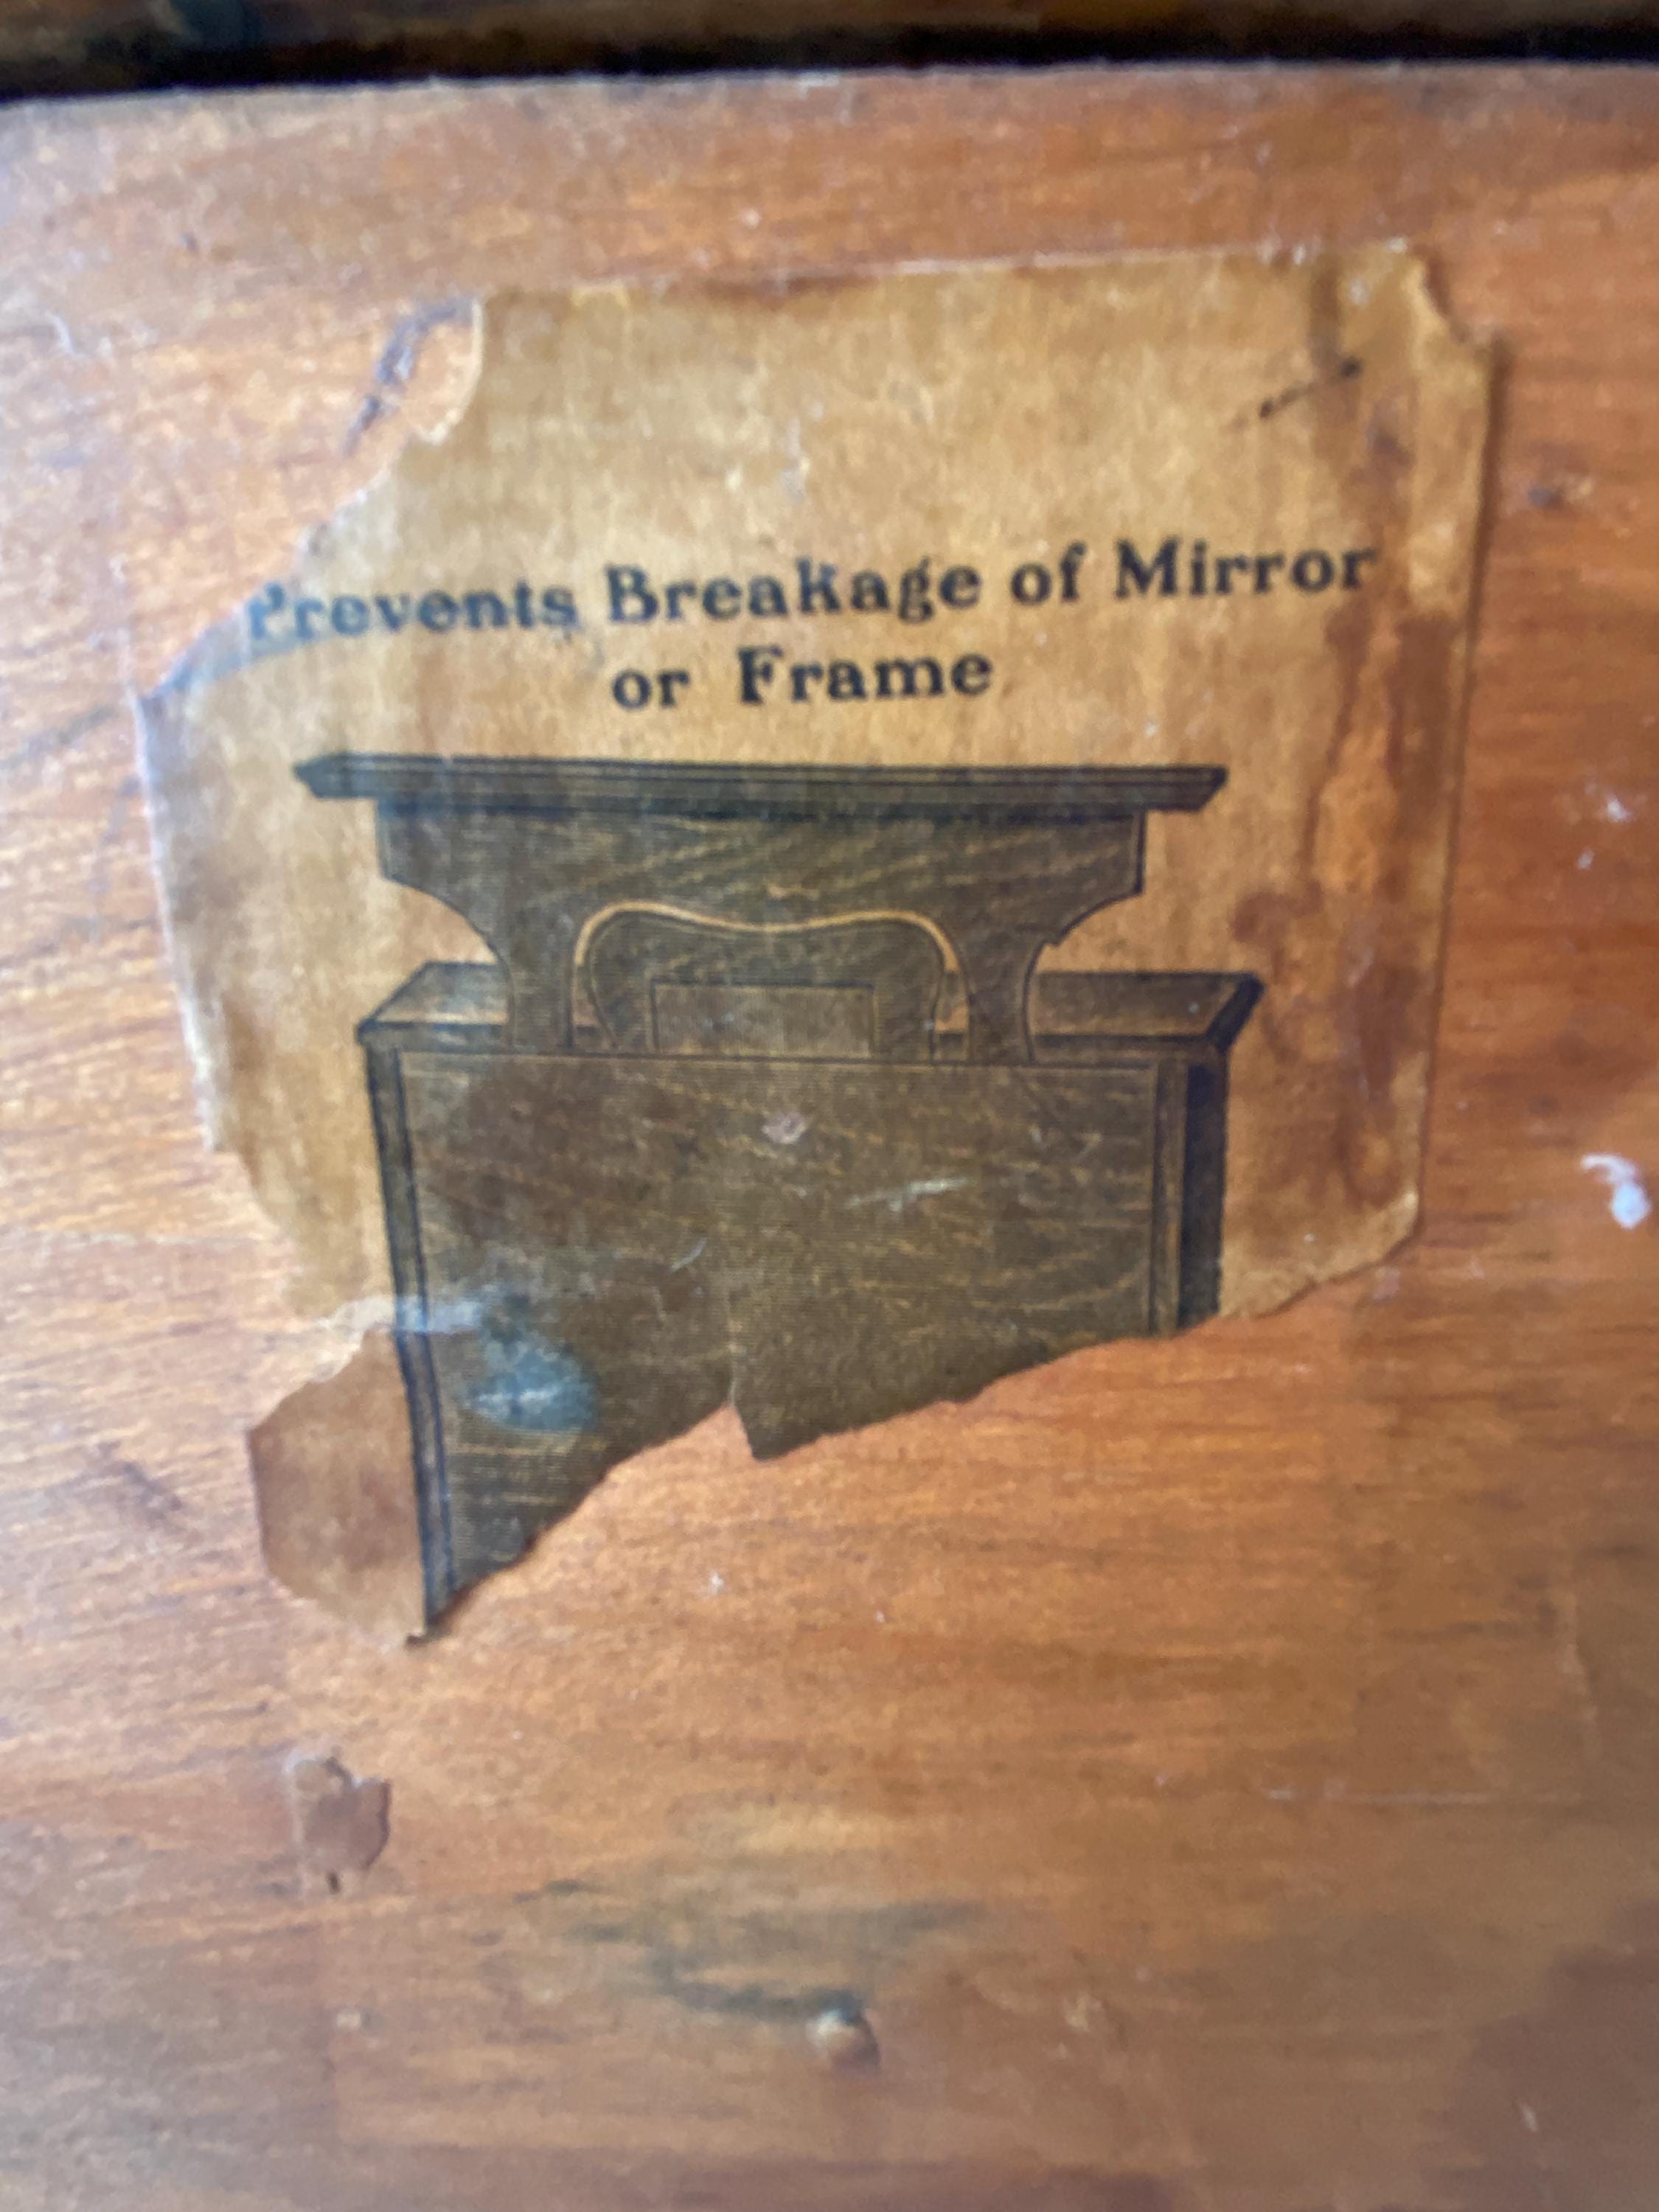 Prevents Breakage of Mirror
or Frame